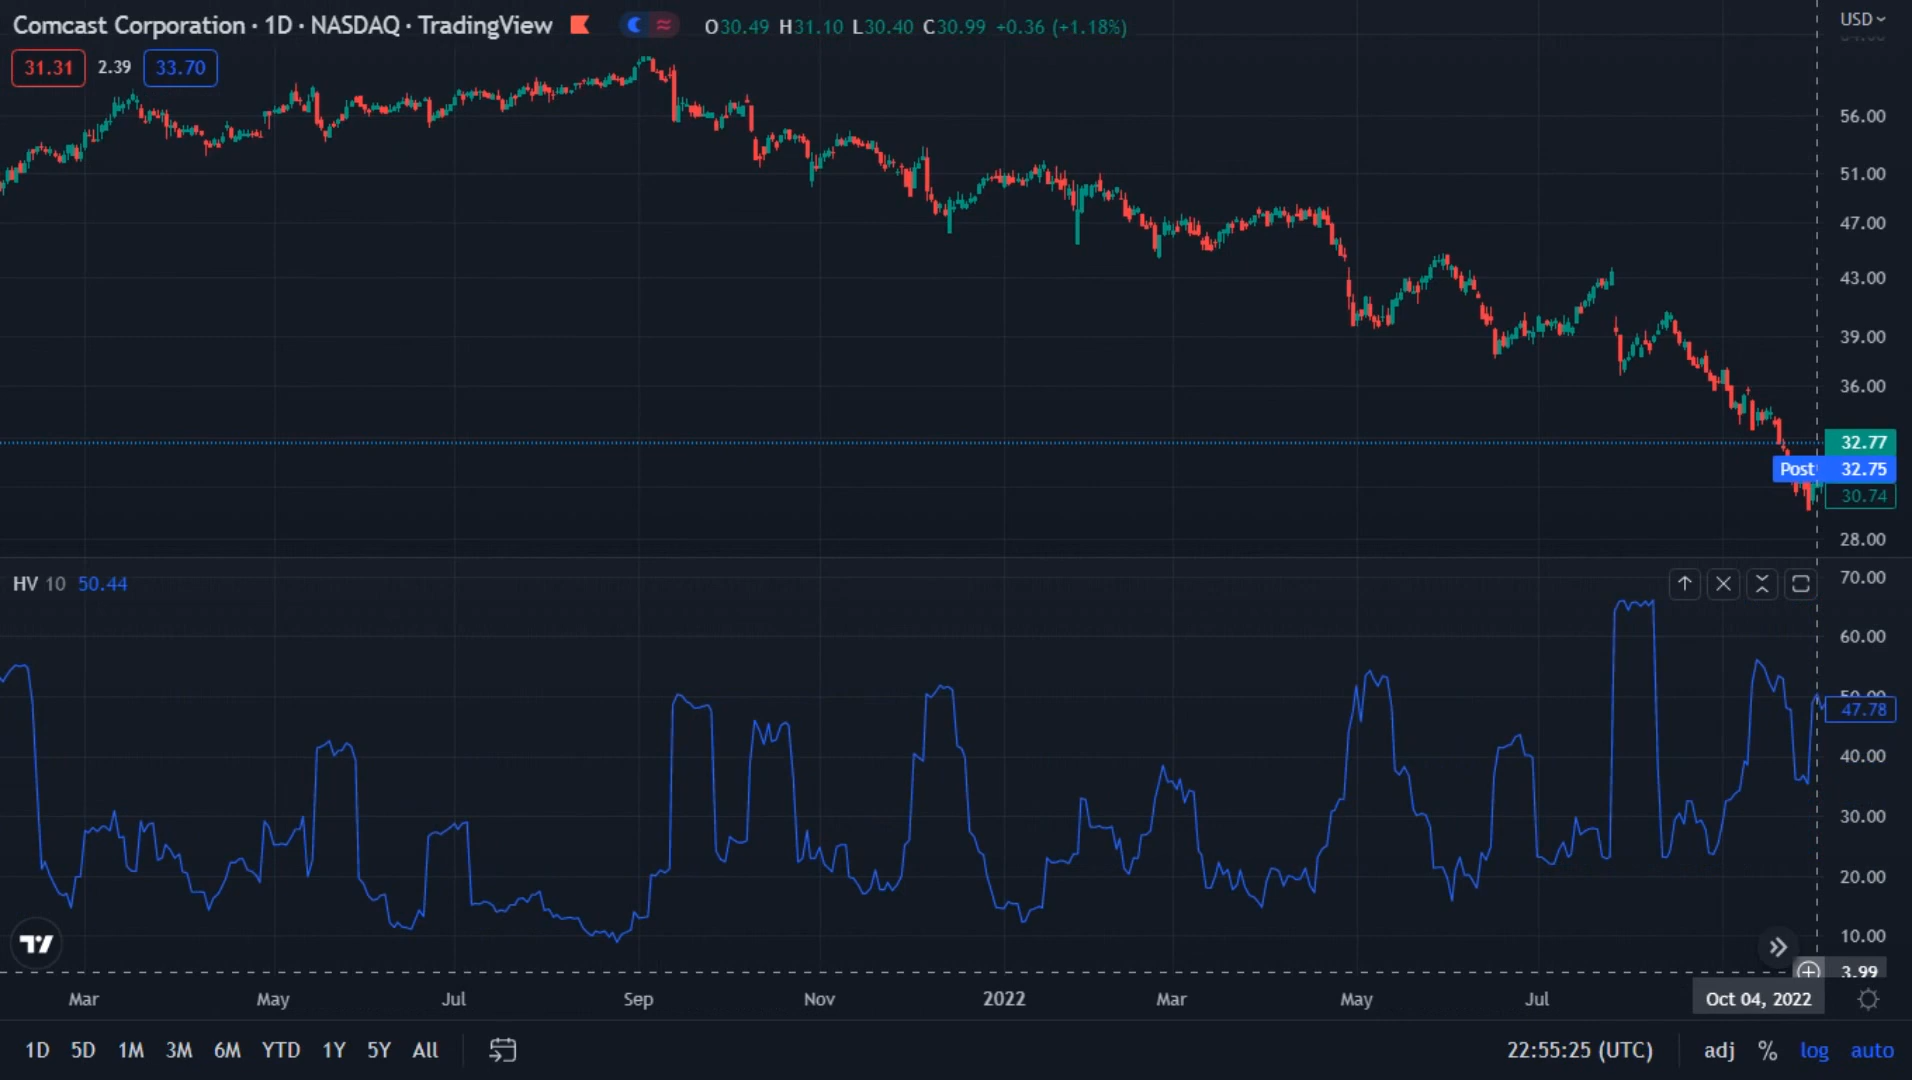 Comcast Corporation · 1D · NASDAQ · TradingView O30.49 H31.10 L30.40 C30.99 +0.36 (+1.18%)
USD
31.31 2.39 33.70
56.00
51.00
47.00
43.00
39.00
36.00
32.77
Post 32.75
30.74
28.00
HV 10 50.44
70.00
60.00
50.00
47.78
40.00
30.00
20.00
10.00
3.99
Mar May Jul Sep Nov 2022 Mar May Jul Oct 04, 2022
1D 5D 1M 3M 6M YTD 1Y 5Y All 22:55:25 (UTC) adj % log auto